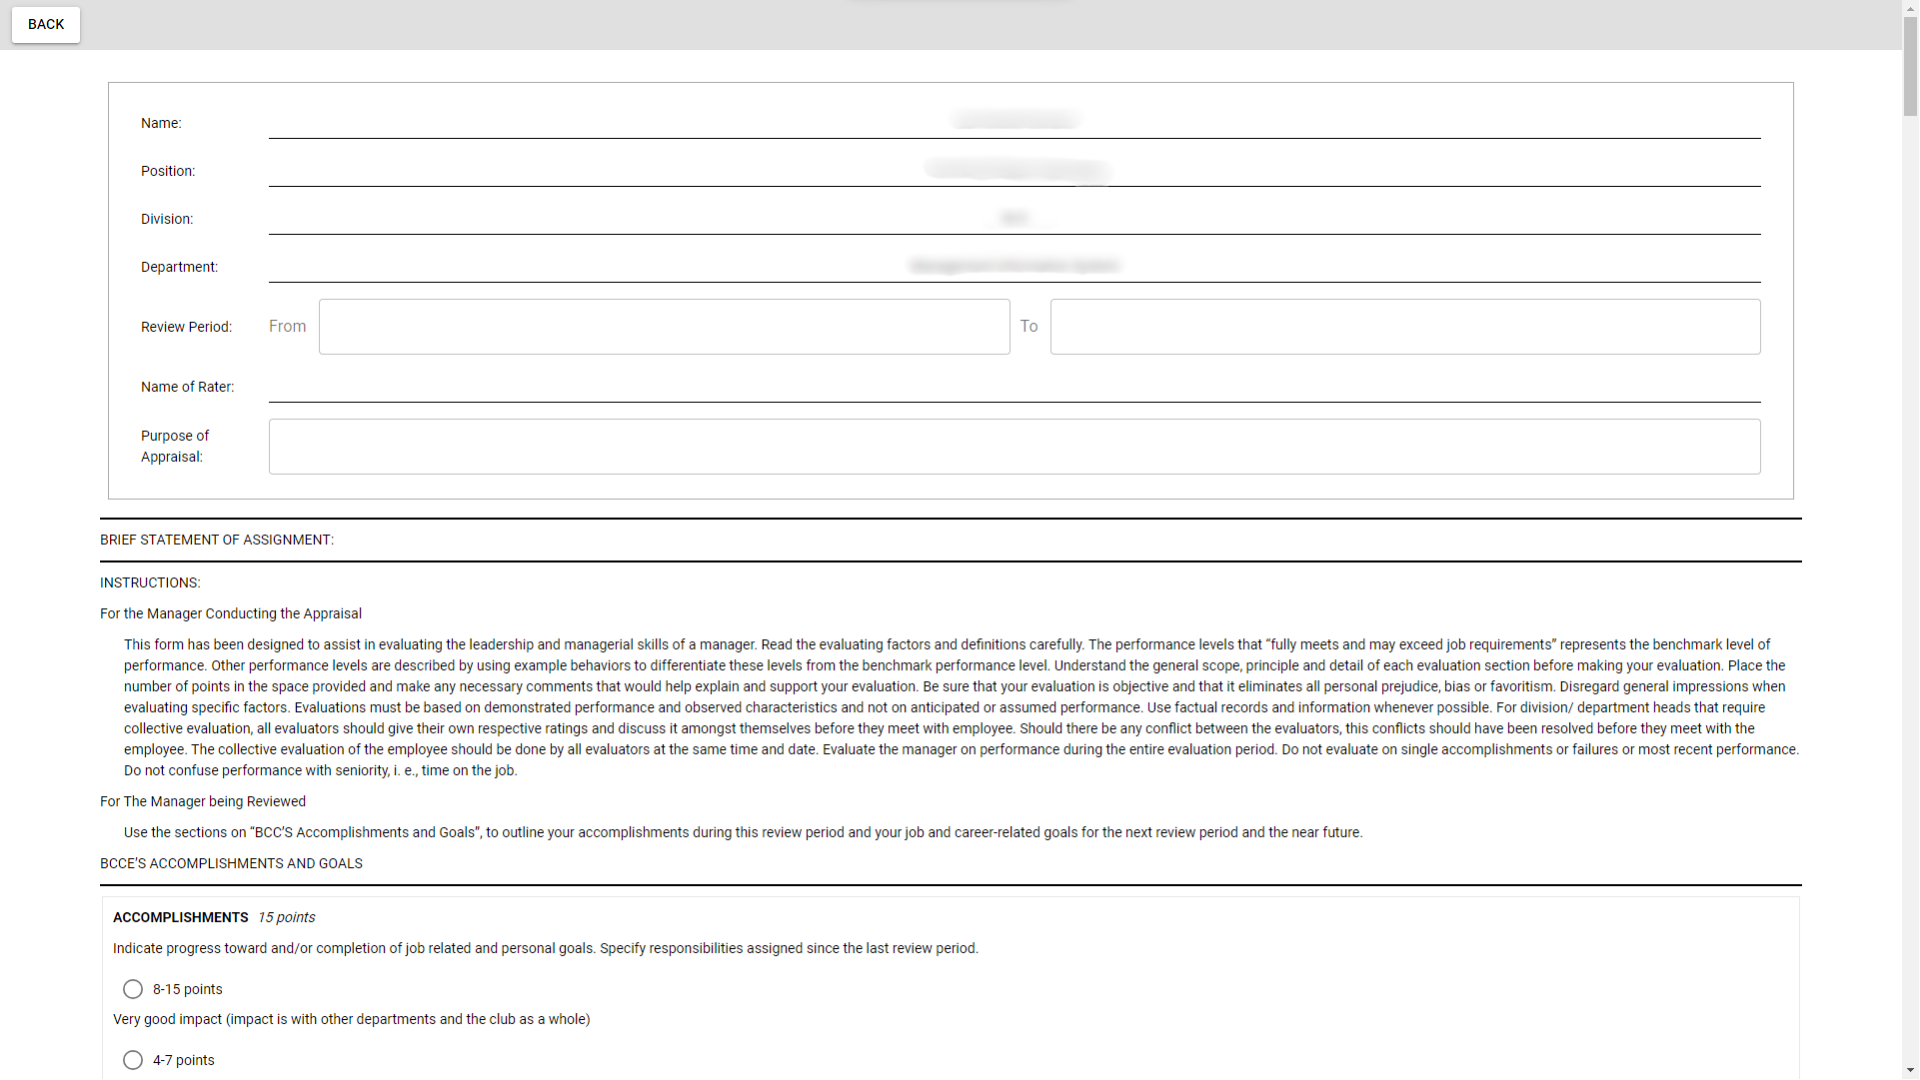 BACK
Name:
Position:
Division:
Department:
Review Period: From To
Name of Rater:
Purpose of
Appraisal:
BRIEF STATEMENT OF ASSIGNMENT:
INSTRUCTIONS:
For the Manager Conducting the Appraisal
This form has been designed to assist in evaluating the leadership and managerial skills of a manager. Read the evaluating factors and definitions carefully. The performance levels that “fully meets and may exceed job requirements” represents the benchmark level of
performance. Other performance levels are described by using example behaviors to differentiate these levels from the benchmark performance level. Understand the general scope, principle and detail of each evaluation section before making your evaluation. Place the
number of points in the space provided and make any necessary comments that would help explain and support your evaluation. Be sure that your evaluation is objective and that it eliminates all personal prejudice, bias or favoritism. Disregard general impressions when
evaluating specific factors. Evaluations must be based on demonstrated performance and observed characteristics and not on anticipated or assumed performance. Use factual records and information whenever possible. For division/ department heads that require
collective evaluation, all evaluators should give their own respective ratings and discuss it amongst themselves before they meet with employee. Should there be any conflict between the evaluators, this conflicts should have been resolved before they meet with the
employee. The collective evaluation of the employee should be done by all evaluators at the same time and date. Evaluate the manager on performance during the entire evaluation period. Do not evaluate on single accomplishments or failures or most recent performance.
Do not confuse performance with seniority, i. e., time on the job.
For The Manager being Reviewed
Use the sections on “BCC’S Accomplishments and Goals”, to outline your accomplishments during this review period and your job and career-related goals for the next review period and the near future.
BCCE’S ACCOMPLISHMENTS AND GOALS
ACCOMPLISHMENTS 15 points
Indicate progress toward and/or completion of job related and personal goals. Specify responsibilities assigned since the last review period.
8-15 points
Very good impact (impact is with other departments and the club as a whole)
4-7 points